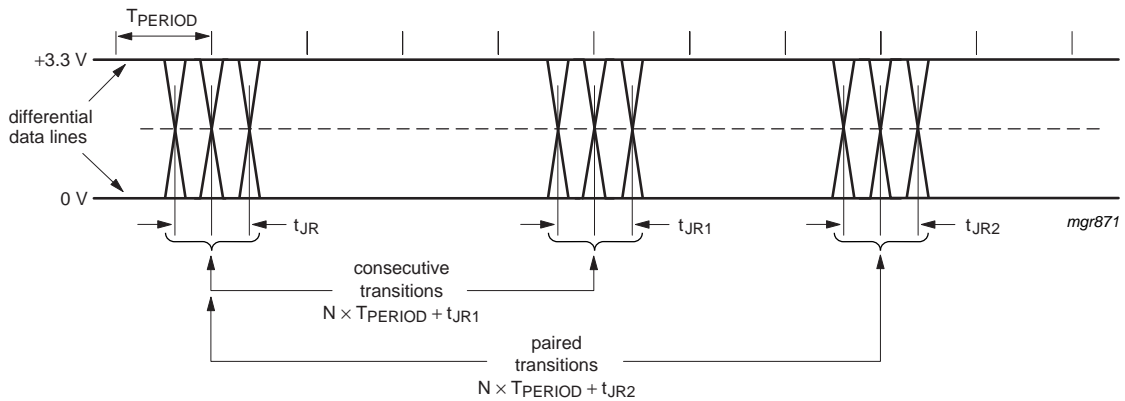 TPERIOD
+3.3 V
differential
data lines
0 V
tJR
tJR1
tJR2
mgr871
consecutive
transitions
N × TPERIOD + tJR1
paired
transitions
N × TPERIOD + tJR2